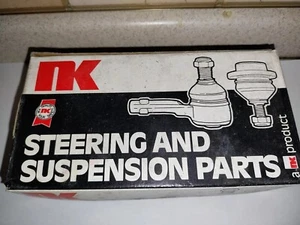 NK
STEERING AND
SUSPENSION PARTS
a NK product